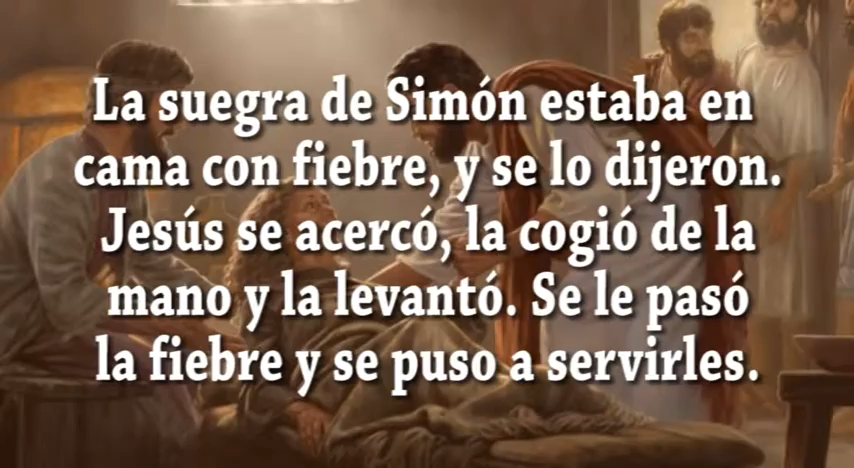 La suegra de Simón estaba en
cama con fiebre, y se lo dijeron.
Jesús se acercó, la cogió de la
mano y la levantó. Se le pasó
la fiebre y se puso a servirles.